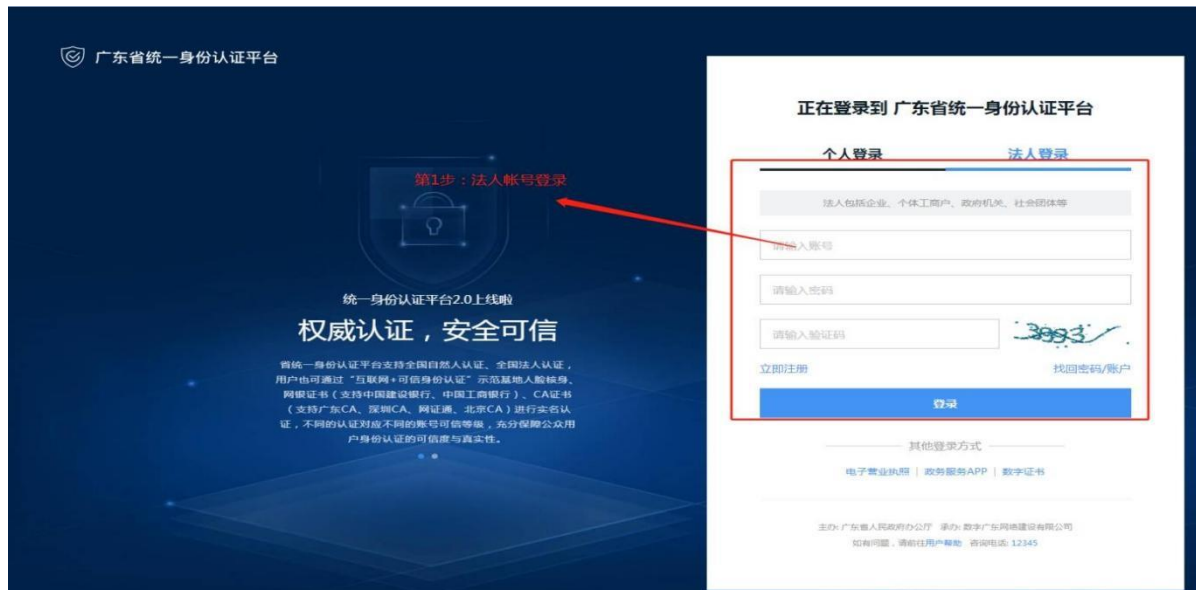 广东省统一身份认证平台
正在登录到 广东省统一身份认证平台
个人登录
法人登录
第1步：法人帐号登录
法人包括企业、个体工商户、政府机关、社会团体等
请输入账号
请输入密码
请输入验证码
3993
立即注册
找回密码/账户
登录
其他登录方式
电子营业执照 | 政务服务APP | 数字证书
主办: 广东省人民政府办公厅 承办: 数字广东网络建设有限公司
如有问题，请前往用户帮助 咨询电话: 12345
统一身份认证平台2.0上线啦
权威认证，安全可信
省统一身份认证平台支持全国自然人认证、全国法人认证，
用户也可通过“互联网+可信身份认证”示范基地人脸核身、
网银证书（支持中国建设银行、中国工商银行）、CA证书
（支持广东CA、深圳CA、网证通、北京CA）进行实名认
证，不同的认证对应不同的账号可信等级，充分保障公众用
户身份认证的可信度与真实性。